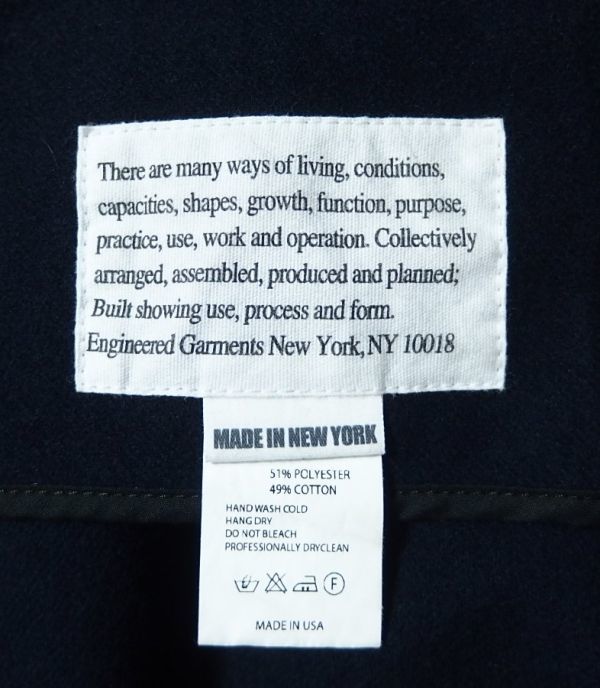 There are many ways of living, conditions,
capacities, shapes, growth, function, purpose,
practice, use, work and operation. Collectively
arranged, assembled, produced and planned;
Built showing use, process and form.
Engineered Garments New York, NY 10018
MADE IN NEW YORK
51% POLYESTER
49% COTTON
HAND WASH COLD
HANG DRY
DO NOT BLEACH
PROFESSIONALLY DRYCLEAN
F
MADE IN USA